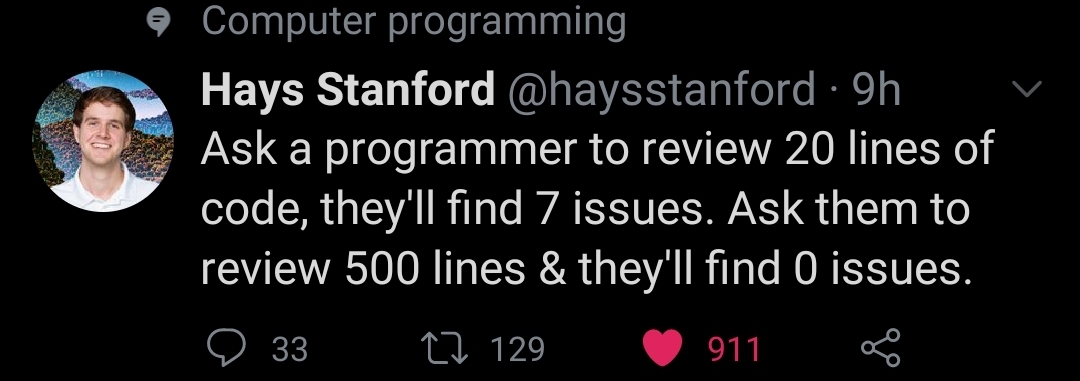 Computer programming
Hays Stanford @haysstanford · 9h
Ask a programmer to review 20 lines of
code, they'll find 7 issues. Ask them to
review 500 lines & they'll find 0 issues.
33 129 911